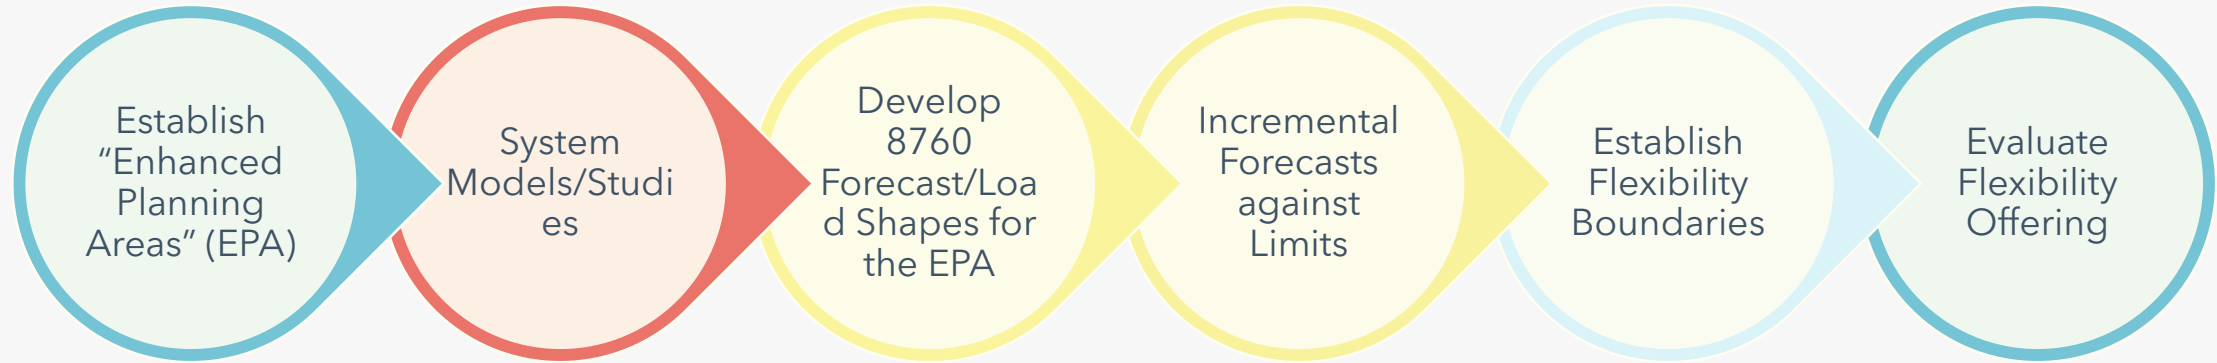 Establish
“Enhanced
Planning
Areas” (EPA)
System
Models/Studi
es
Develop
8760
Forecast/Loa
d Shapes for
the EPA
Incremental
Forecasts
against
Limits
Establish
Flexibility
Boundaries
Evaluate
Flexibility
Offering